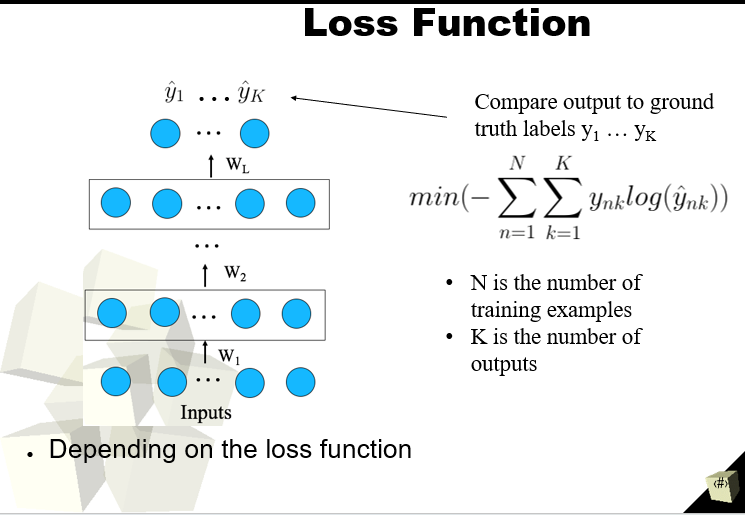 Loss Function
ŷ₁ ... ŷ_K
Compare output to ground
truth labels y₁ … y_K
...
W_L
N K
min(− ∑ ∑ y_{nk}log(ŷ_{nk}))
n=1 k=1
...
...
W₂
• N is the number of
training examples
• K is the number of
outputs
...
W₁
...
Inputs
• Depending on the loss function
‹#›